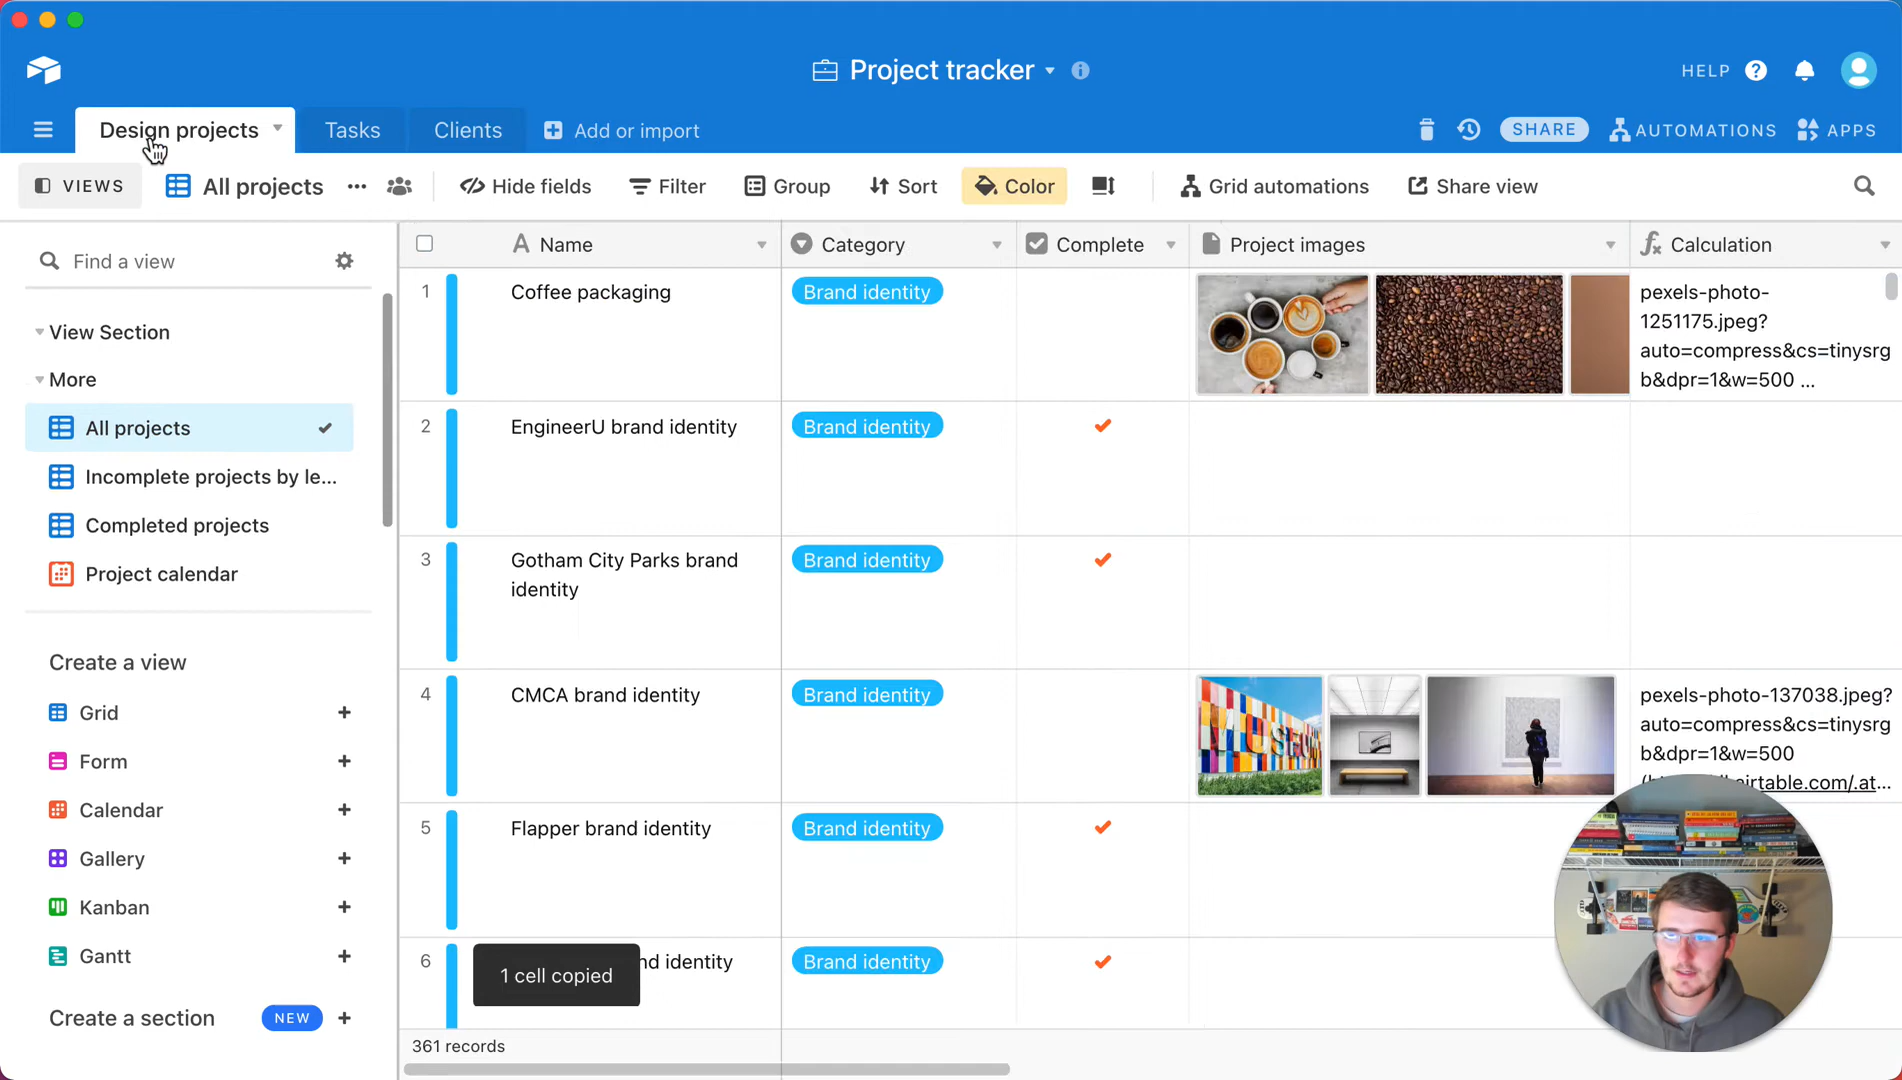 Project tracker
HELP
Design projects
Tasks
Clients
Add or import
SHARE
AUTOMATIONS
APPS
VIEWS
All projects
Hide fields
Filter
Group
Sort
Color
Grid automations
Share view
Find a view
View Section
More
All projects
Incomplete projects by le...
Completed projects
Project calendar
Create a view
Grid
Form
Calendar
Gallery
Kanban
Gantt
Create a section
NEW
Name
Category
Complete
Project images
Calculation
1
Coffee packaging
Brand identity
pexels-photo-
1251175.jpeg?
auto=compress&cs=tinysrg
b&dpr=1&w=500 ...
2
EngineerU brand identity
Brand identity
3
Gotham City Parks brand
identity
Brand identity
4
CMCA brand identity
Brand identity
pexels-photo-137038.jpeg?
auto=compress&cs=tinysrg
b&dpr=1&w=500
airtable.com/.at...
5
Flapper brand identity
Brand identity
6
nd identity
Brand identity
1 cell copied
361 records